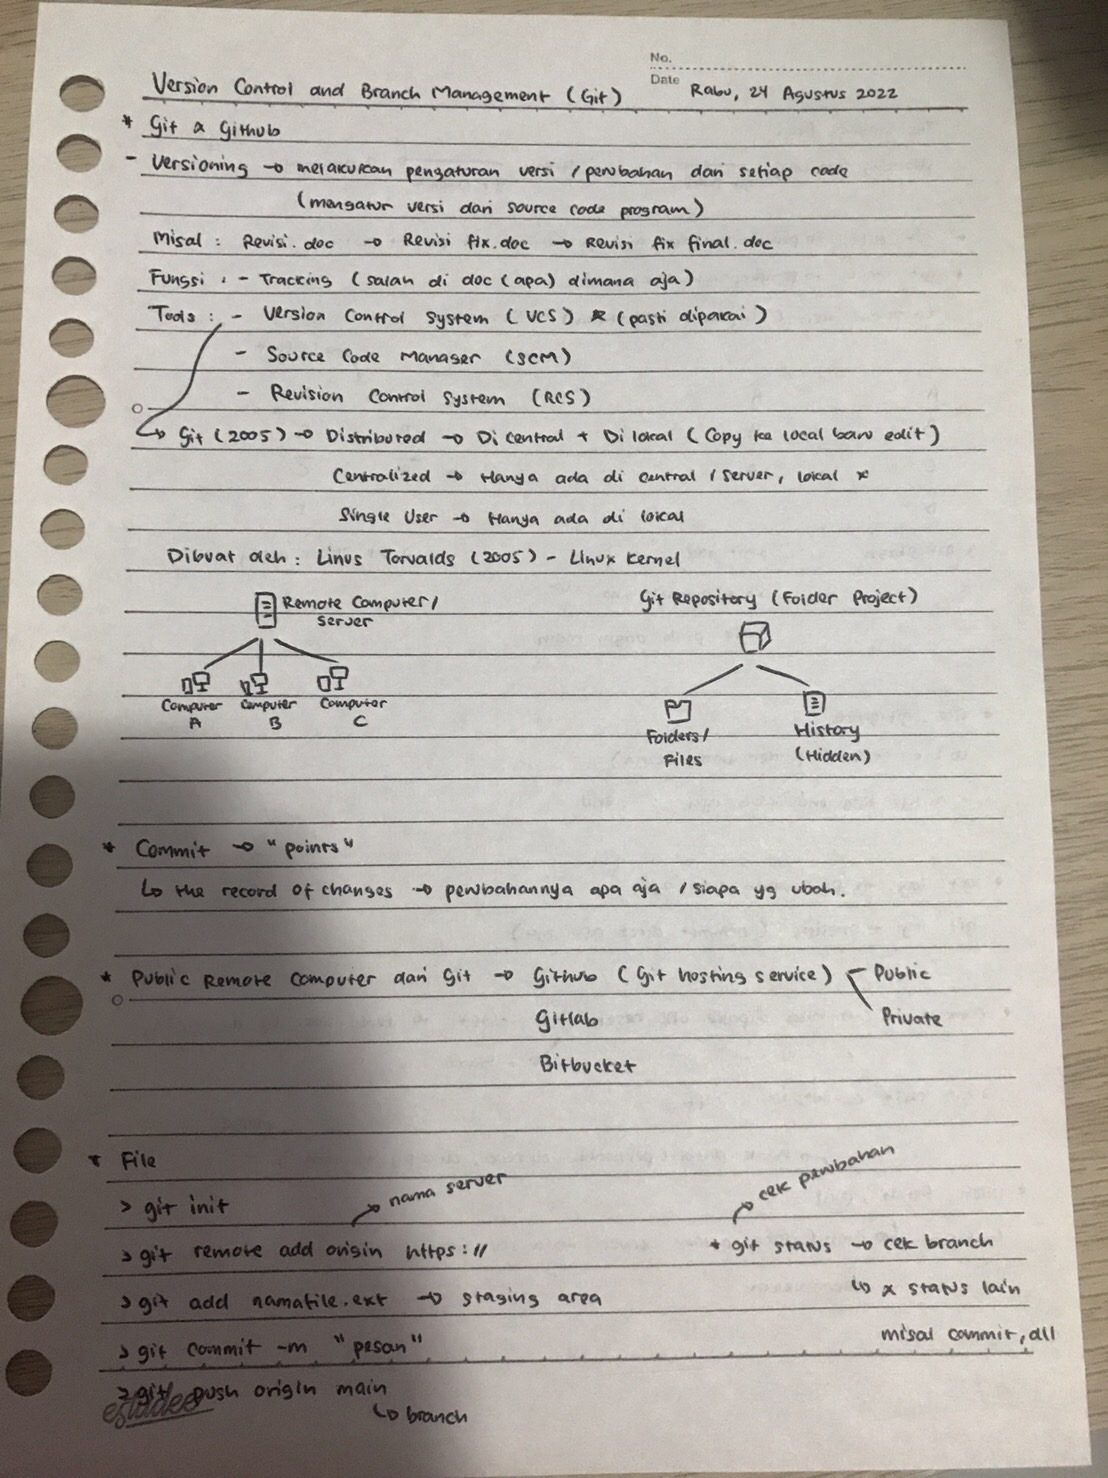 No.
Date Rabu, 24 Agustus 2022
Version Control and Branch Management (Git)
* Git & Github
- Versioning → melakukan pengaturan versi / perubahan dari setiap code
(mengatur versi dari source code program)
Misal : Revisi.doc → Revisi fix.doc → Revisi fix final.doc
Fungsi : - Tracking (salah di doc (apa) dimana aja)
Tools : - Version Control System (VCS) * (pasti dipakai)
- Source Code Manager (SCM)
- Revision Control System (RCS)
↳ Git (2005) → Distributed → Di central + Di lokal (Copy ke local baru edit)
Centralized → Hanya ada di central / server, lokal x
Single User → Hanya ada di lokal
Dibuat oleh : Linus Torvalds (2005) - Linux Kernel
Remote Computer/
Server
Computer
A
Computer
B
Computer
C
Git Repository (Folder Project)
Folders/
Files
History
(Hidden)
* Commit → "points"
↳ the record of changes → perubahannya apa aja / siapa yg ubah.
* Public Remote Computer dari Git → Github (Git hosting service) Public
Private
Gitlab
Bitbucket
* File
> git init
nama server
> git remote add origin https://
> git add namafile.ext → staging area
> git commit -m "pesan"
> git push origin main
↳ branch
cek perubahan
* git status → cek branch
↳ x status lain
misal commit, dll